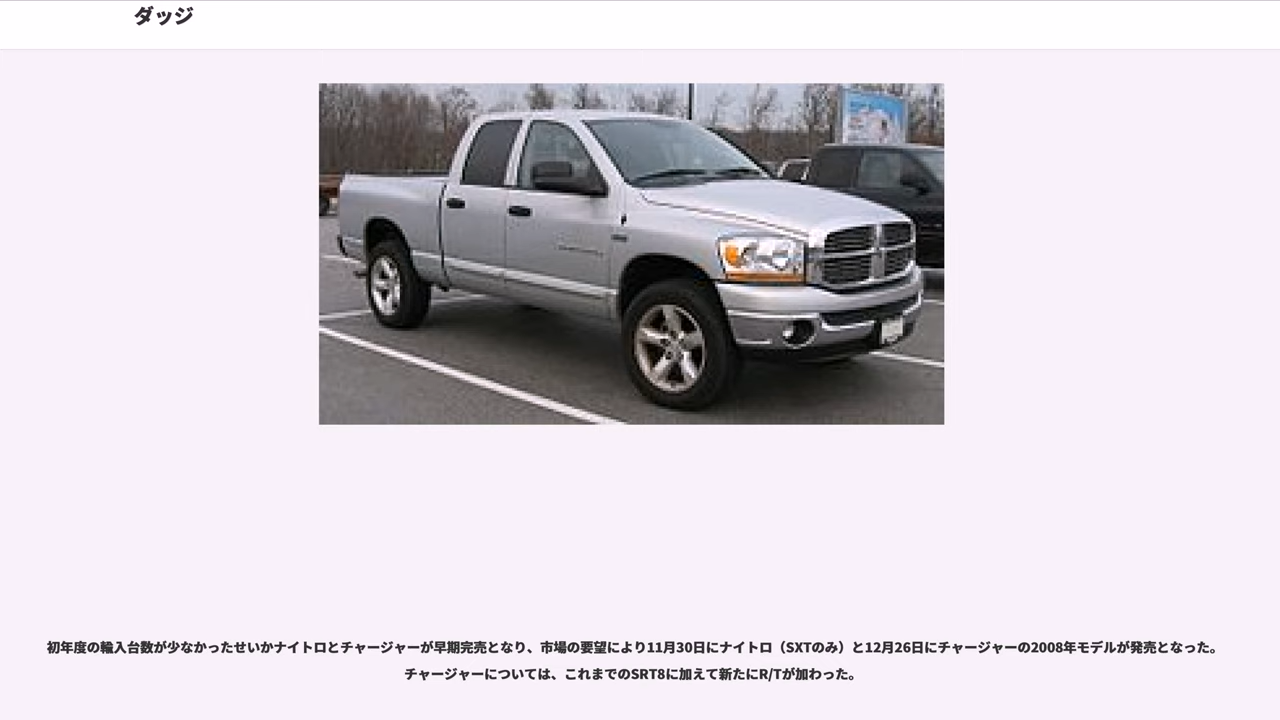 ダッジ
初年度の輪入台数が少なかったせいかナイトロとチャージャーが早期完売となり、市場の要望により11月30日にナイトロ（SXTのみ）と12月26日にチャージャーの2008年モデルが発売となった。
チャージャーについては、これまでのSRT8に加えて新たにR/Tが加わった。